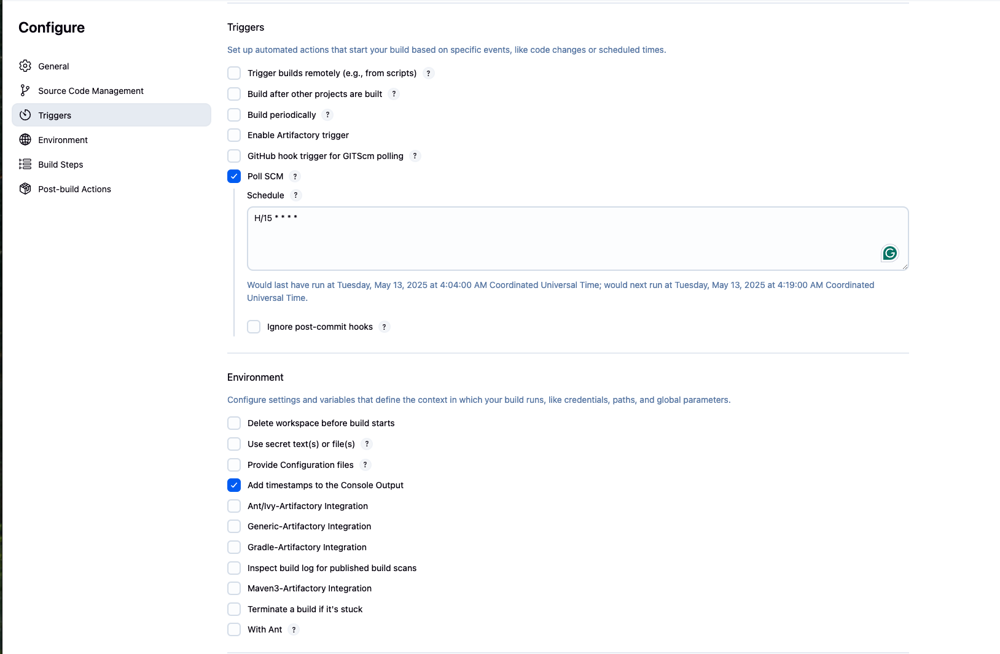 Configure
General
Source Code Management
Triggers
Environment
Build Steps
Post-build Actions
Triggers
Set up automated actions that start your build based on specific events, like code changes or scheduled times.
Trigger builds remotely (e.g., from scripts) ?
Build after other projects are built ?
Build periodically ?
Enable Artifactory trigger
GitHub hook trigger for GITScm polling ?
Poll SCM ?
Schedule ?
H/15 * * * *
G
Would last have run at Tuesday, May 13, 2025 at 4:04:00 AM Coordinated Universal Time; would next run at Tuesday, May 13, 2025 at 4:19:00 AM Coordinated
Universal Time.
Ignore post-commit hooks ?
Environment
Configure settings and variables that define the context in which your build runs, like credentials, paths, and global parameters.
Delete workspace before build starts
Use secret text(s) or file(s) ?
Provide Configuration files ?
Add timestamps to the Console Output
Ant/Ivy-Artifactory Integration
Generic-Artifactory Integration
Gradle-Artifactory Integration
Inspect build log for published build scans
Maven3-Artifactory Integration
Terminate a build if it's stuck
With Ant ?